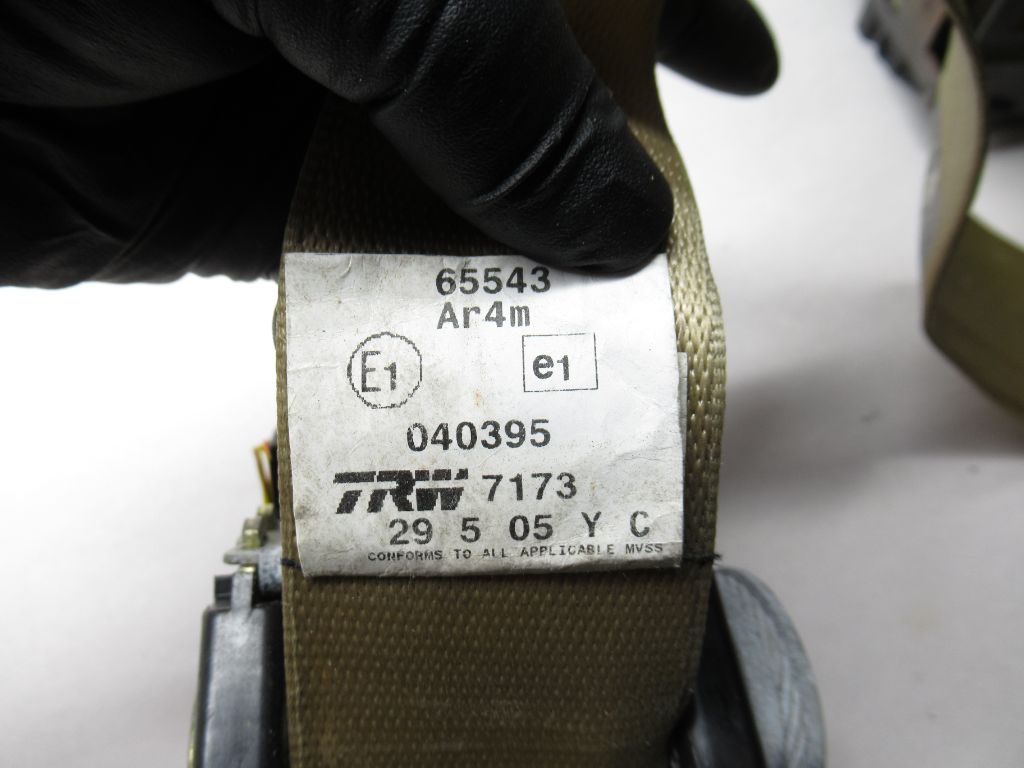 65543
Ar4m
E1 e1
040395
TRW 7173
29 5 05 Y C
CONFORMS TO ALL APPLICABLE MVSS